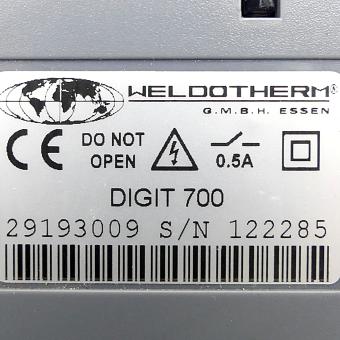 WELDOTHERM®
G.M.B.H. ESSEN
CE DO NOT OPEN 0.5A
DIGIT 700
29193009 S/N 122285